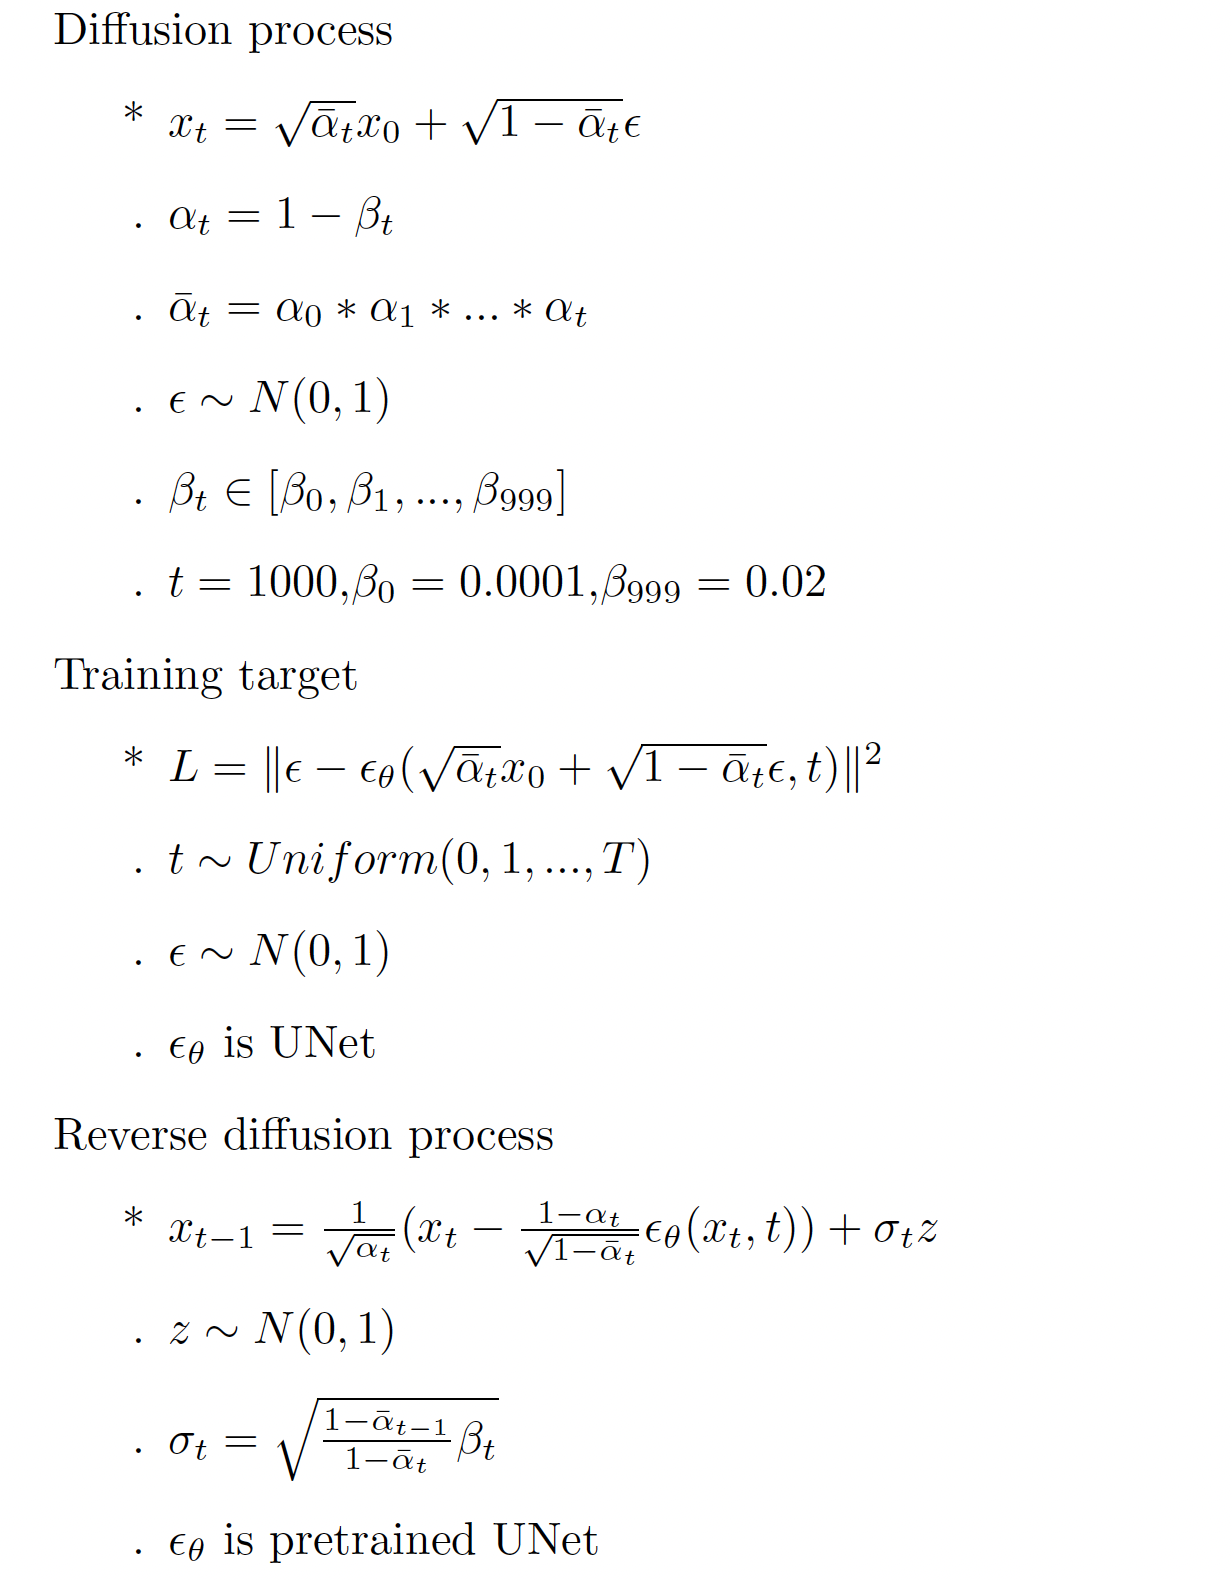 Diffusion process
* $x_t = \sqrt{\bar{\alpha}_t}x_0 + \sqrt{1 - \bar{\alpha}_t}\epsilon$
. $\alpha_t = 1 - \beta_t$
. $\bar{\alpha}_t = \alpha_0 * \alpha_1 * ... * \alpha_t$
. $\epsilon \sim N(0, 1)$
. $\beta_t \in [\beta_0, \beta_1, ..., \beta_{999}]$
. $t = 1000, \beta_0 = 0.0001, \beta_{999} = 0.02$
Training target
* $L = \|\epsilon - \epsilon_\theta(\sqrt{\bar{\alpha}_t}x_0 + \sqrt{1 - \bar{\alpha}_t}\epsilon, t)\|^2$
. $t \sim Uniform(0, 1, ..., T)$
. $\epsilon \sim N(0, 1)$
. $\epsilon_\theta$ is UNet
Reverse diffusion process
* $x_{t-1} = \frac{1}{\sqrt{\alpha_t}}(x_t - \frac{1-\alpha_t}{\sqrt{1-\bar{\alpha}_t}}\epsilon_\theta(x_t, t)) + \sigma_t z$
. $z \sim N(0, 1)$
. $\sigma_t = \sqrt{\frac{1-\bar{\alpha}_{t-1}}{1-\bar{\alpha}_t}\beta_t}$
. $\epsilon_\theta$ is pretrained UNet